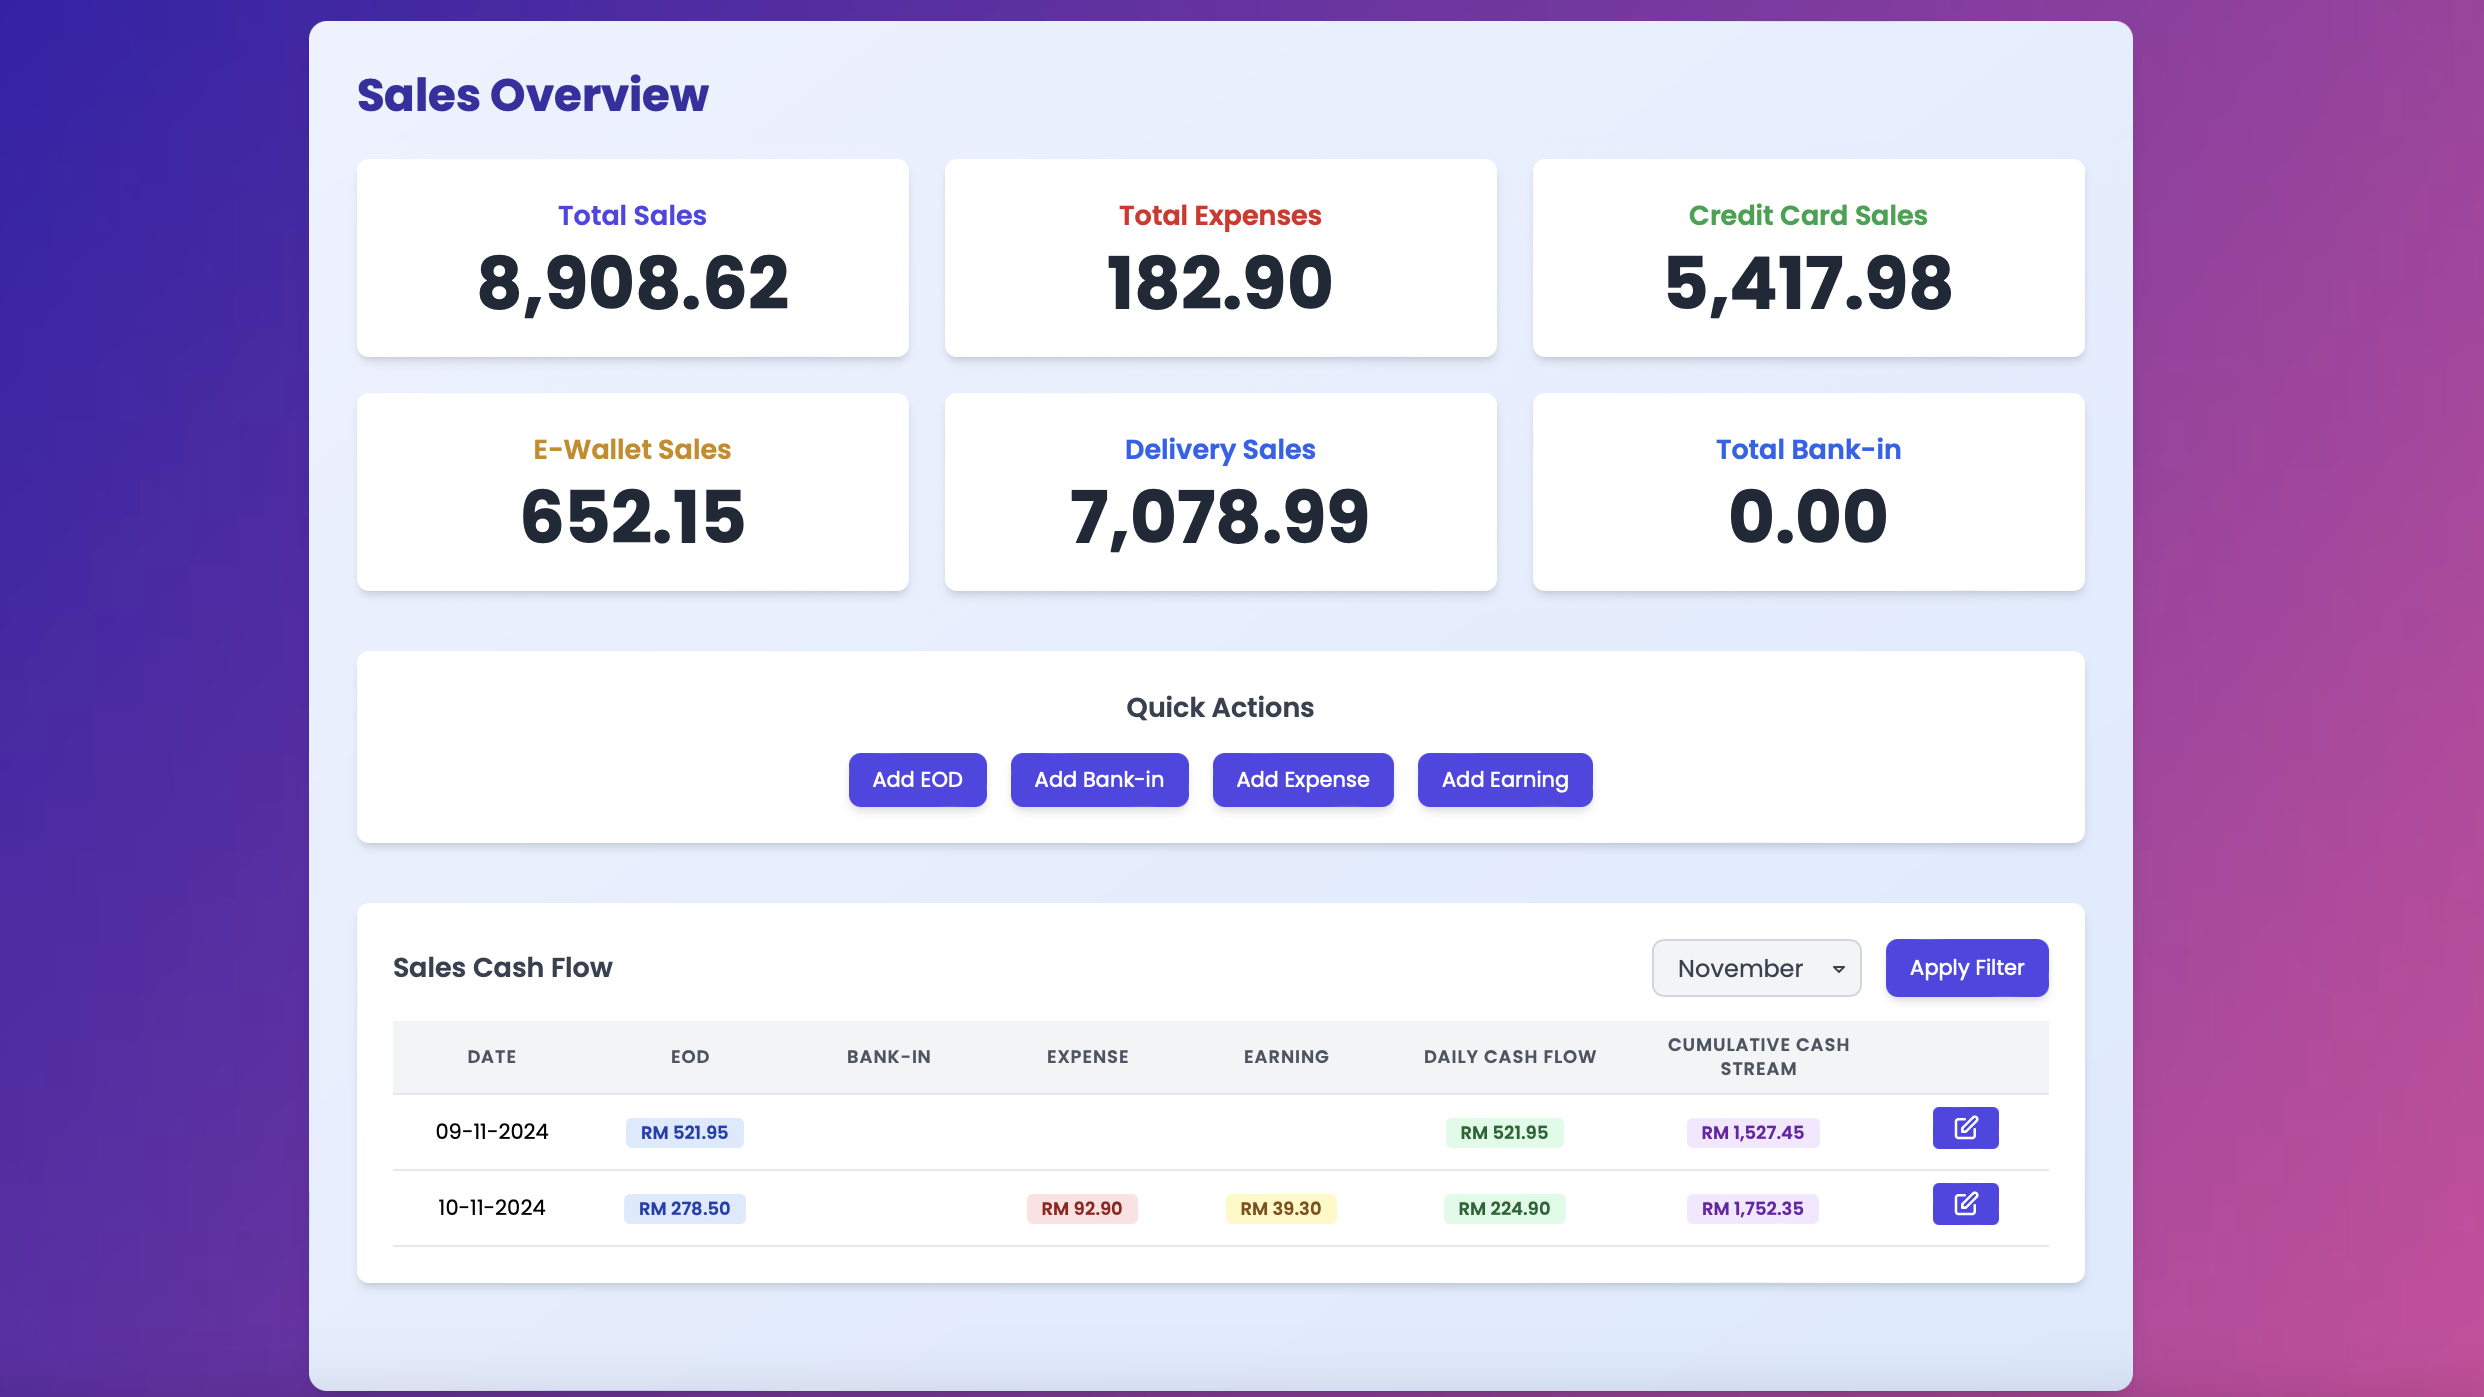 Sales Overview
Total Sales
8,908.62
Total Expenses
182.90
Credit Card Sales
5,417.98
E-Wallet Sales
652.15
Delivery Sales
7,078.99
Total Bank-in
0.00
Quick Actions
Add EOD
Add Bank-in
Add Expense
Add Earning
Sales Cash Flow
November
Apply Filter
DATE EOD BANK-IN EXPENSE EARNING DAILY CASH FLOW CUMULATIVE CASH
STREAM
09-11-2024 RM 521.95 RM 521.95 RM 1,527.45
10-11-2024 RM 278.50 RM 92.90 RM 39.30 RM 224.90 RM 1,752.35